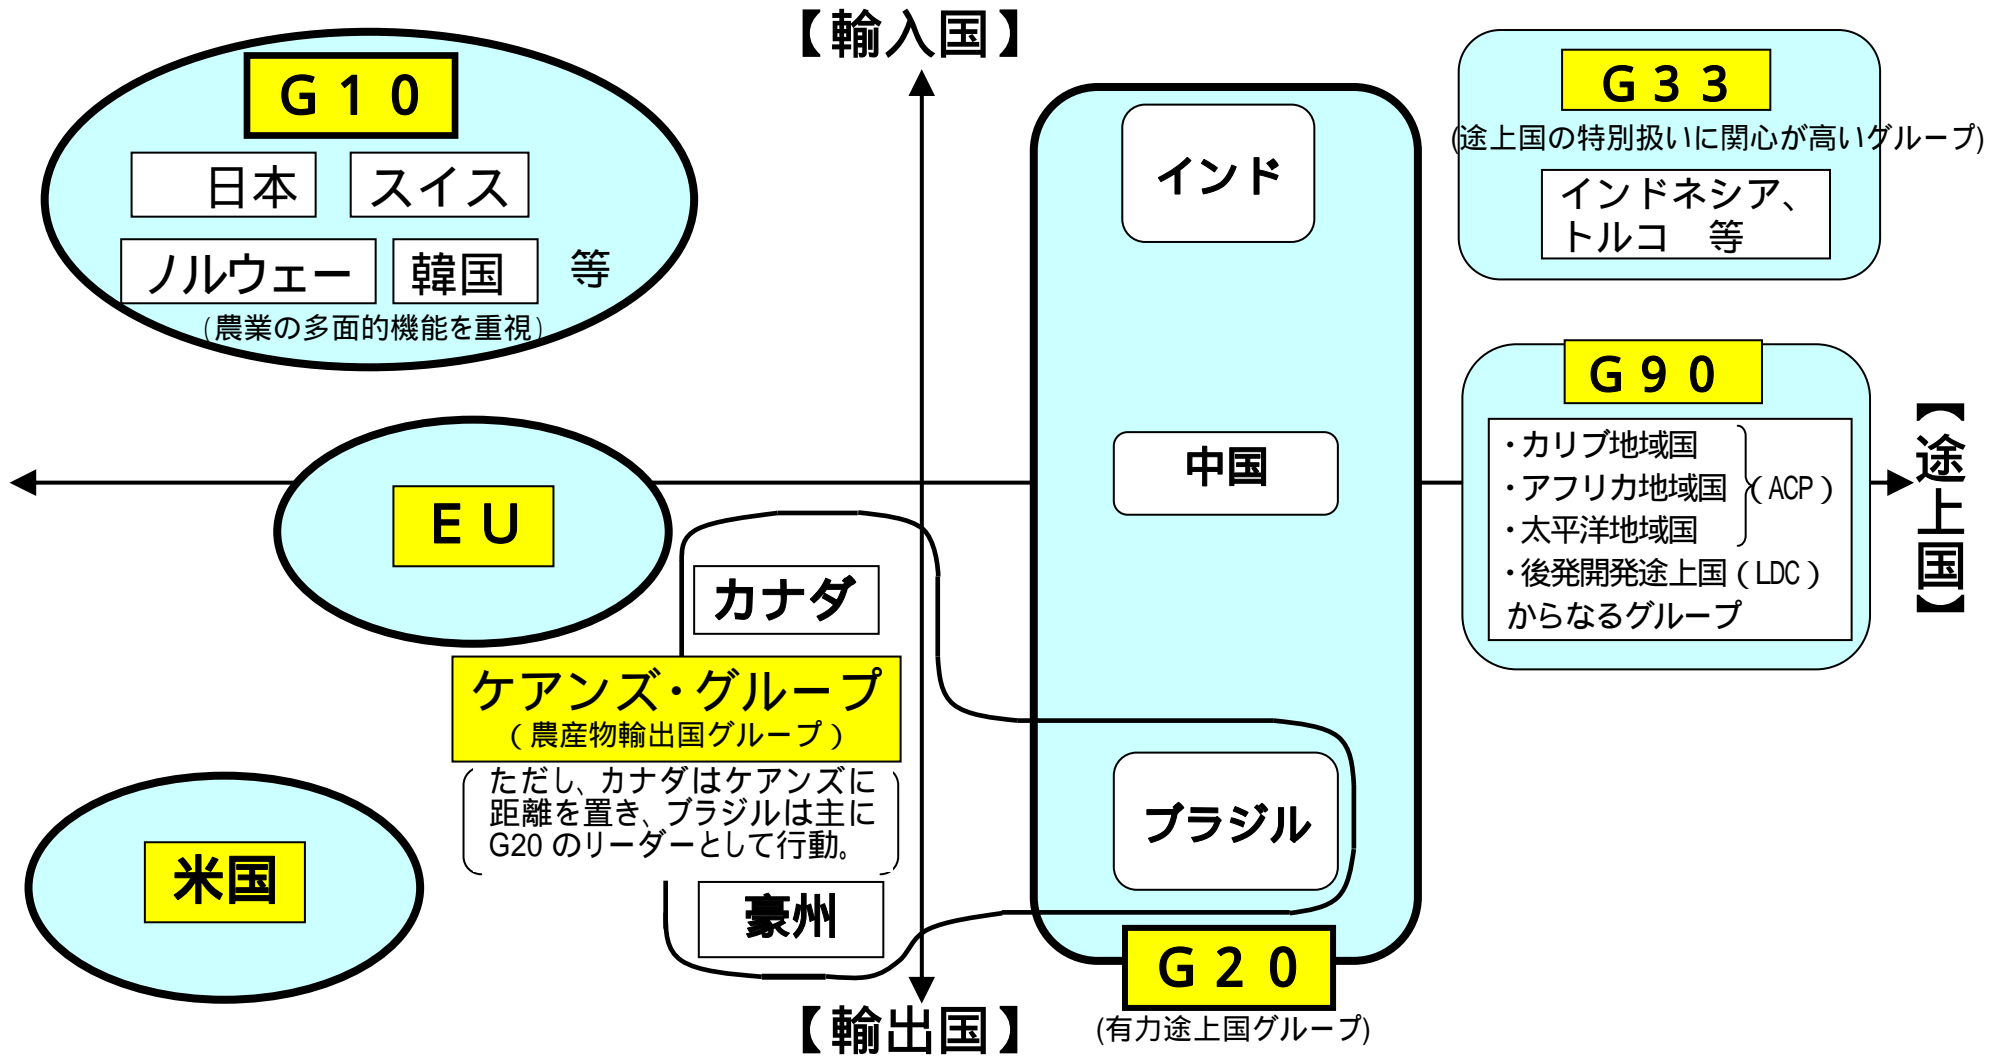 【輸入国】
Ｇ１０
日本
スイス
ノルウェー
韓国
等
(農業の多面的機能を重視)
インド
Ｇ３３
(途上国の特別扱いに関心が高いグループ)
インドネシア、
トルコ　等
Ｇ９０
・カリブ地域国
・アフリカ地域国
（ACP）
・太平洋地域国
・後発開発途上国（LDC）
からなるグループ
【途上国】
中国
ＥＵ
カナダ
ケアンズ・グループ
（農産物輸出国グループ）
ただし、カナダはケアンズに
距離を置き、ブラジルは主に
G20 のリーダーとして行動。
ブラジル
米国
豪州
Ｇ２０
(有力途上国グループ)
【輸出国】